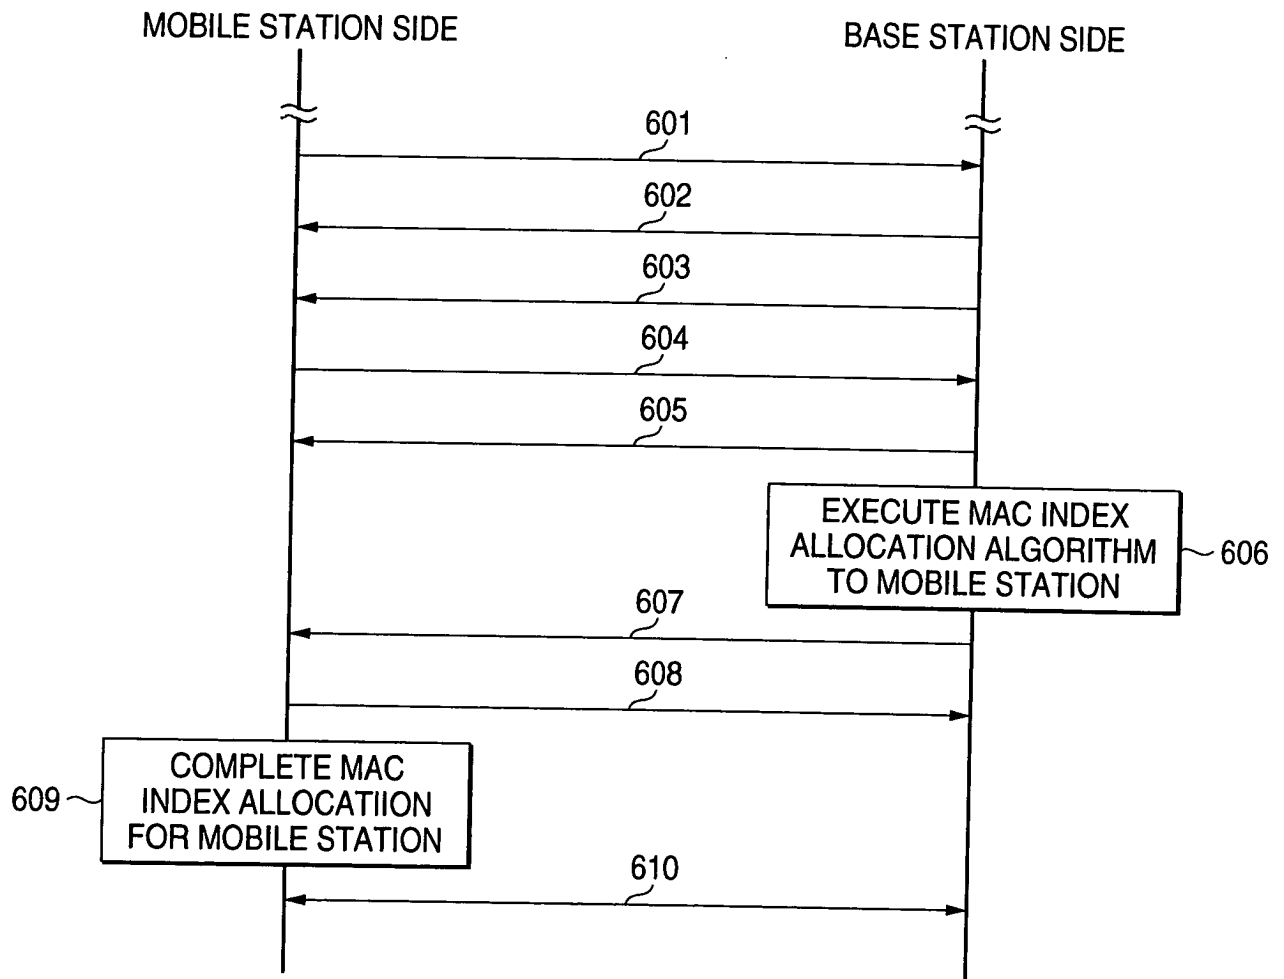 MOBILE STATION SIDE
BASE STATION SIDE
601
602
603
604
605
EXECUTE MAC INDEX
ALLOCATION ALGORITHM
TO MOBILE STATION
606
607
608
COMPLETE MAC
INDEX ALLOCATIION
FOR MOBILE STATION
609
610